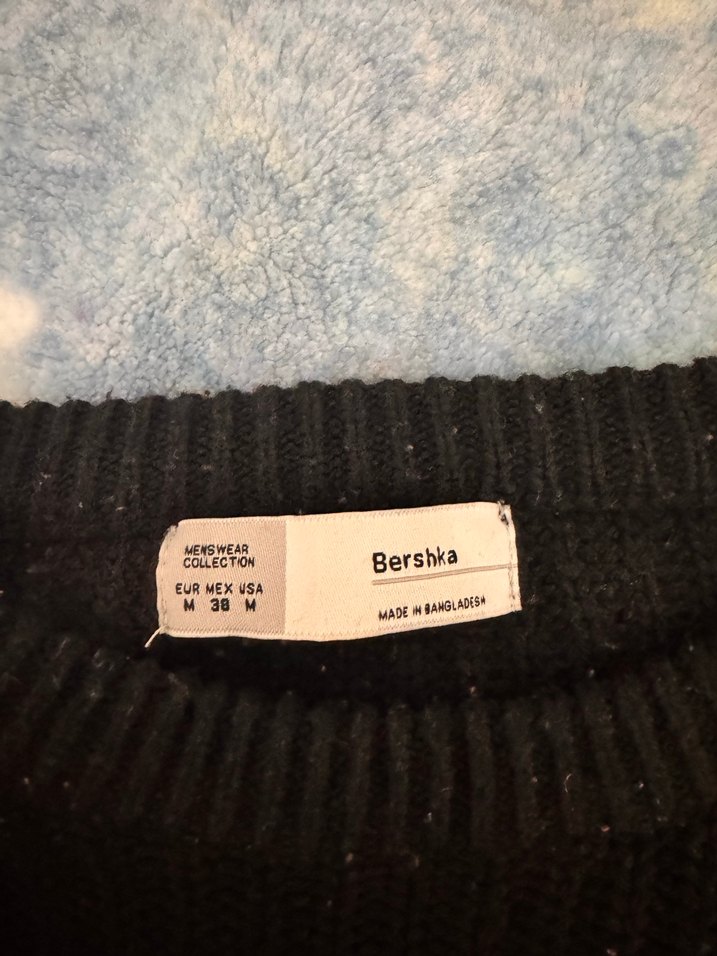 MENSWEAR
COLLECTION
EUR MEX USA
M 38 M
Bershka
MADE IN BANGLADESH